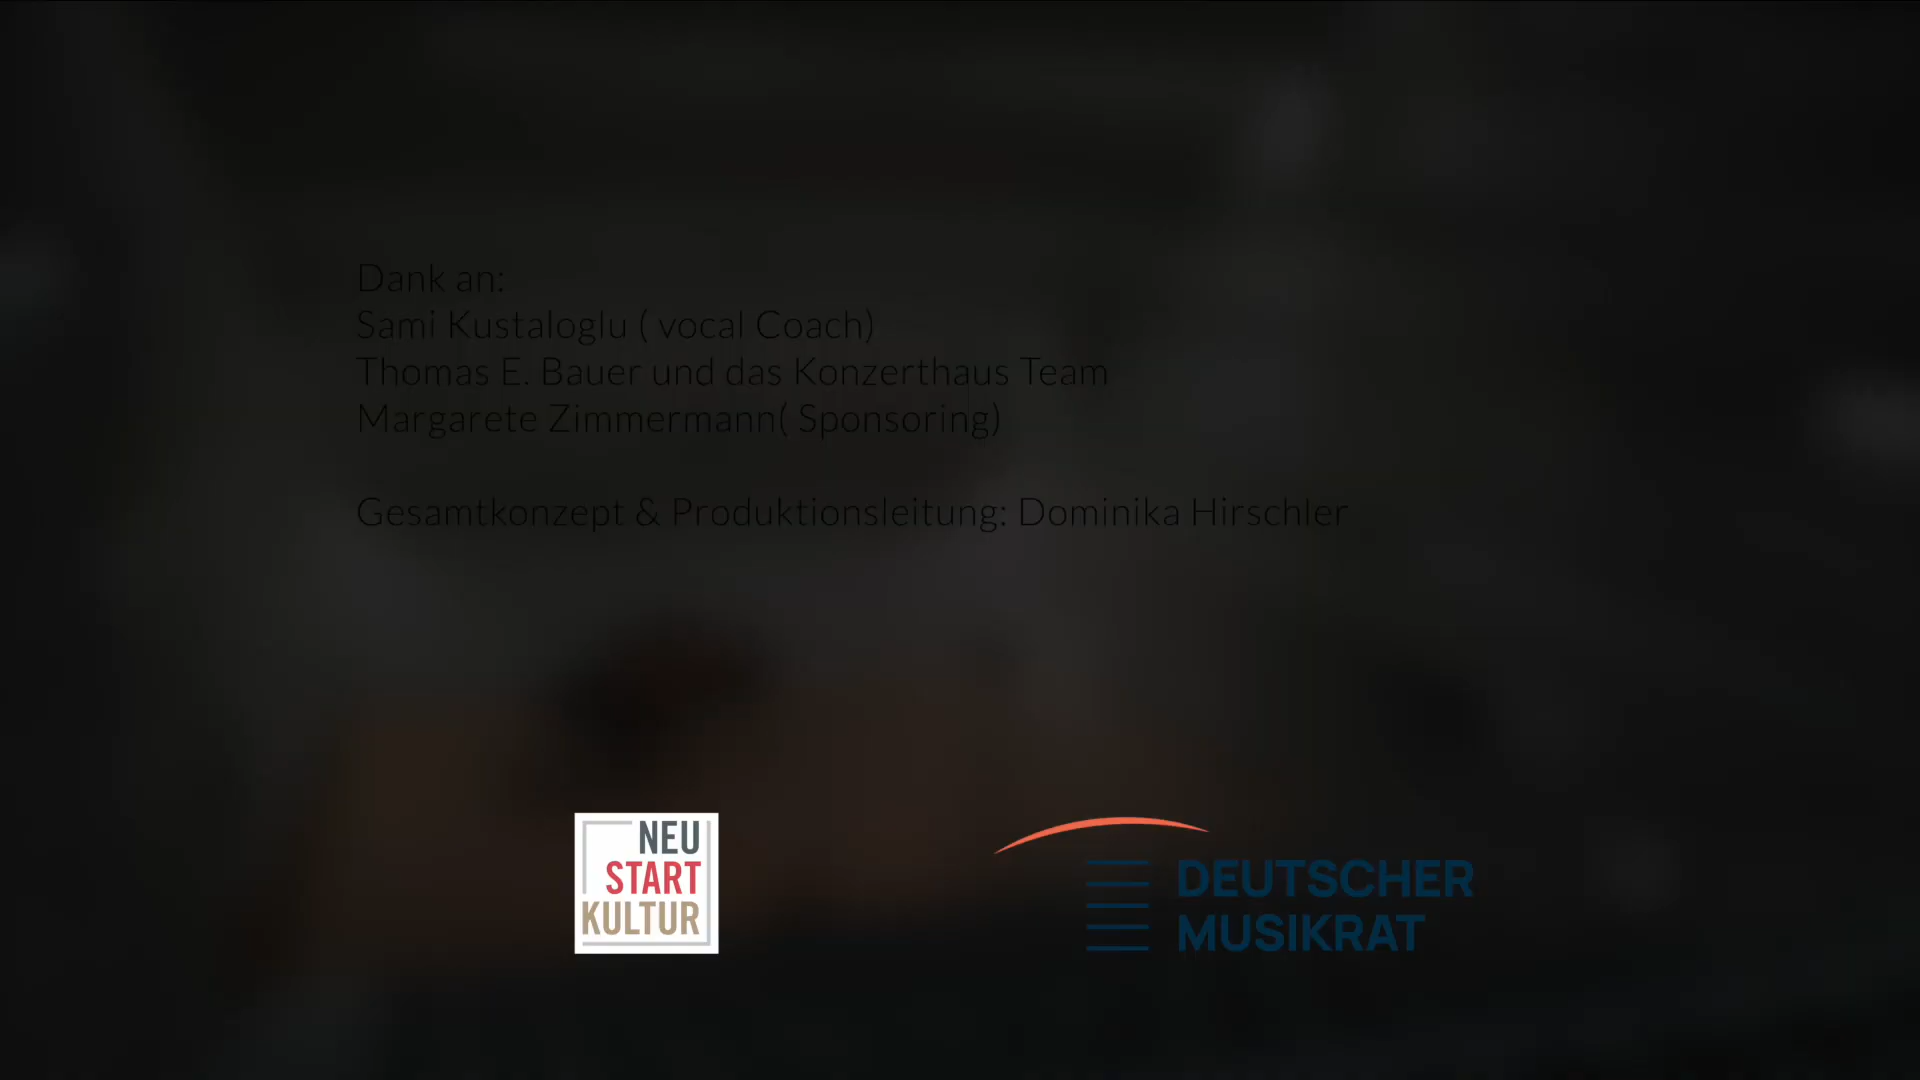 Dank an:
Sami Kustaloglu ( vocal Coach)
Thomas E. Bauer und das Konzerthaus Team
Margarete Zimmermann( Sponsoring)
Gesamtkonzept & Produktionsleitung: Dominika Hirschler
NEU
START
KULTUR
DEUTSCHER
MUSIKRAT